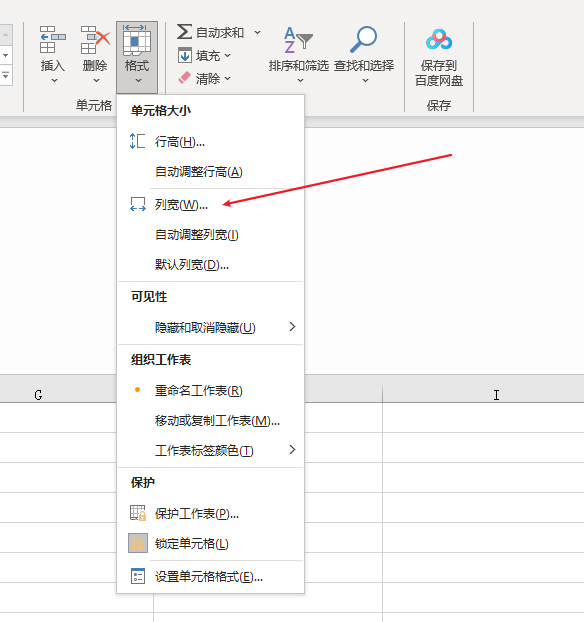 插入
删除
格式
自动求和
填充
清除
排序和筛选
查找和选择
保存到
百度网盘
单元格
保存
单元格大小
行高(H)...
自动调整行高(A)
列宽(W)...
自动调整列宽(I)
默认列宽(D)...
可见性
隐藏和取消隐藏(U)
组织工作表
重命名工作表(R)
移动或复制工作表(M)...
工作表标签颜色(T)
保护
保护工作表(P)...
锁定单元格(L)
设置单元格格式(E)...
G
I